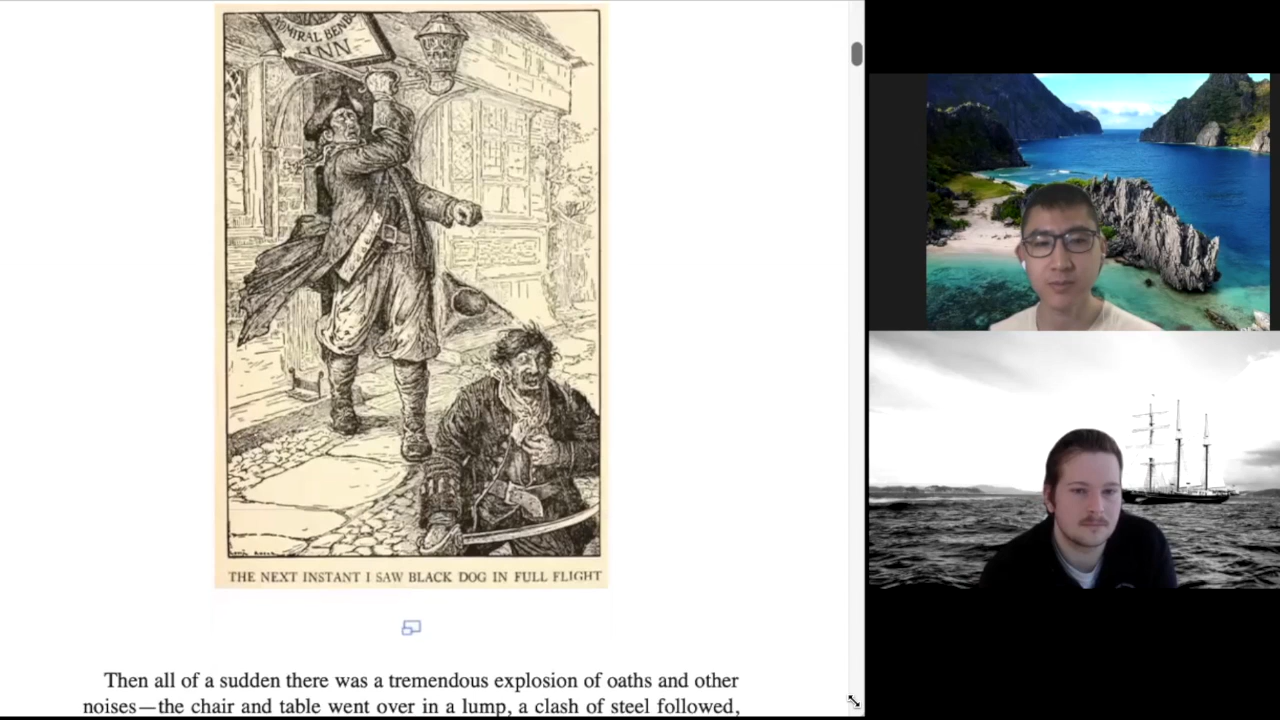 ADMIRAL BENBO
INN
THE NEXT INSTANT I SAW BLACK DOG IN FULL FLIGHT
Then all of a sudden there was a tremendous explosion of oaths and other
noises—the chair and table went over in a lump, a clash of steel followed,